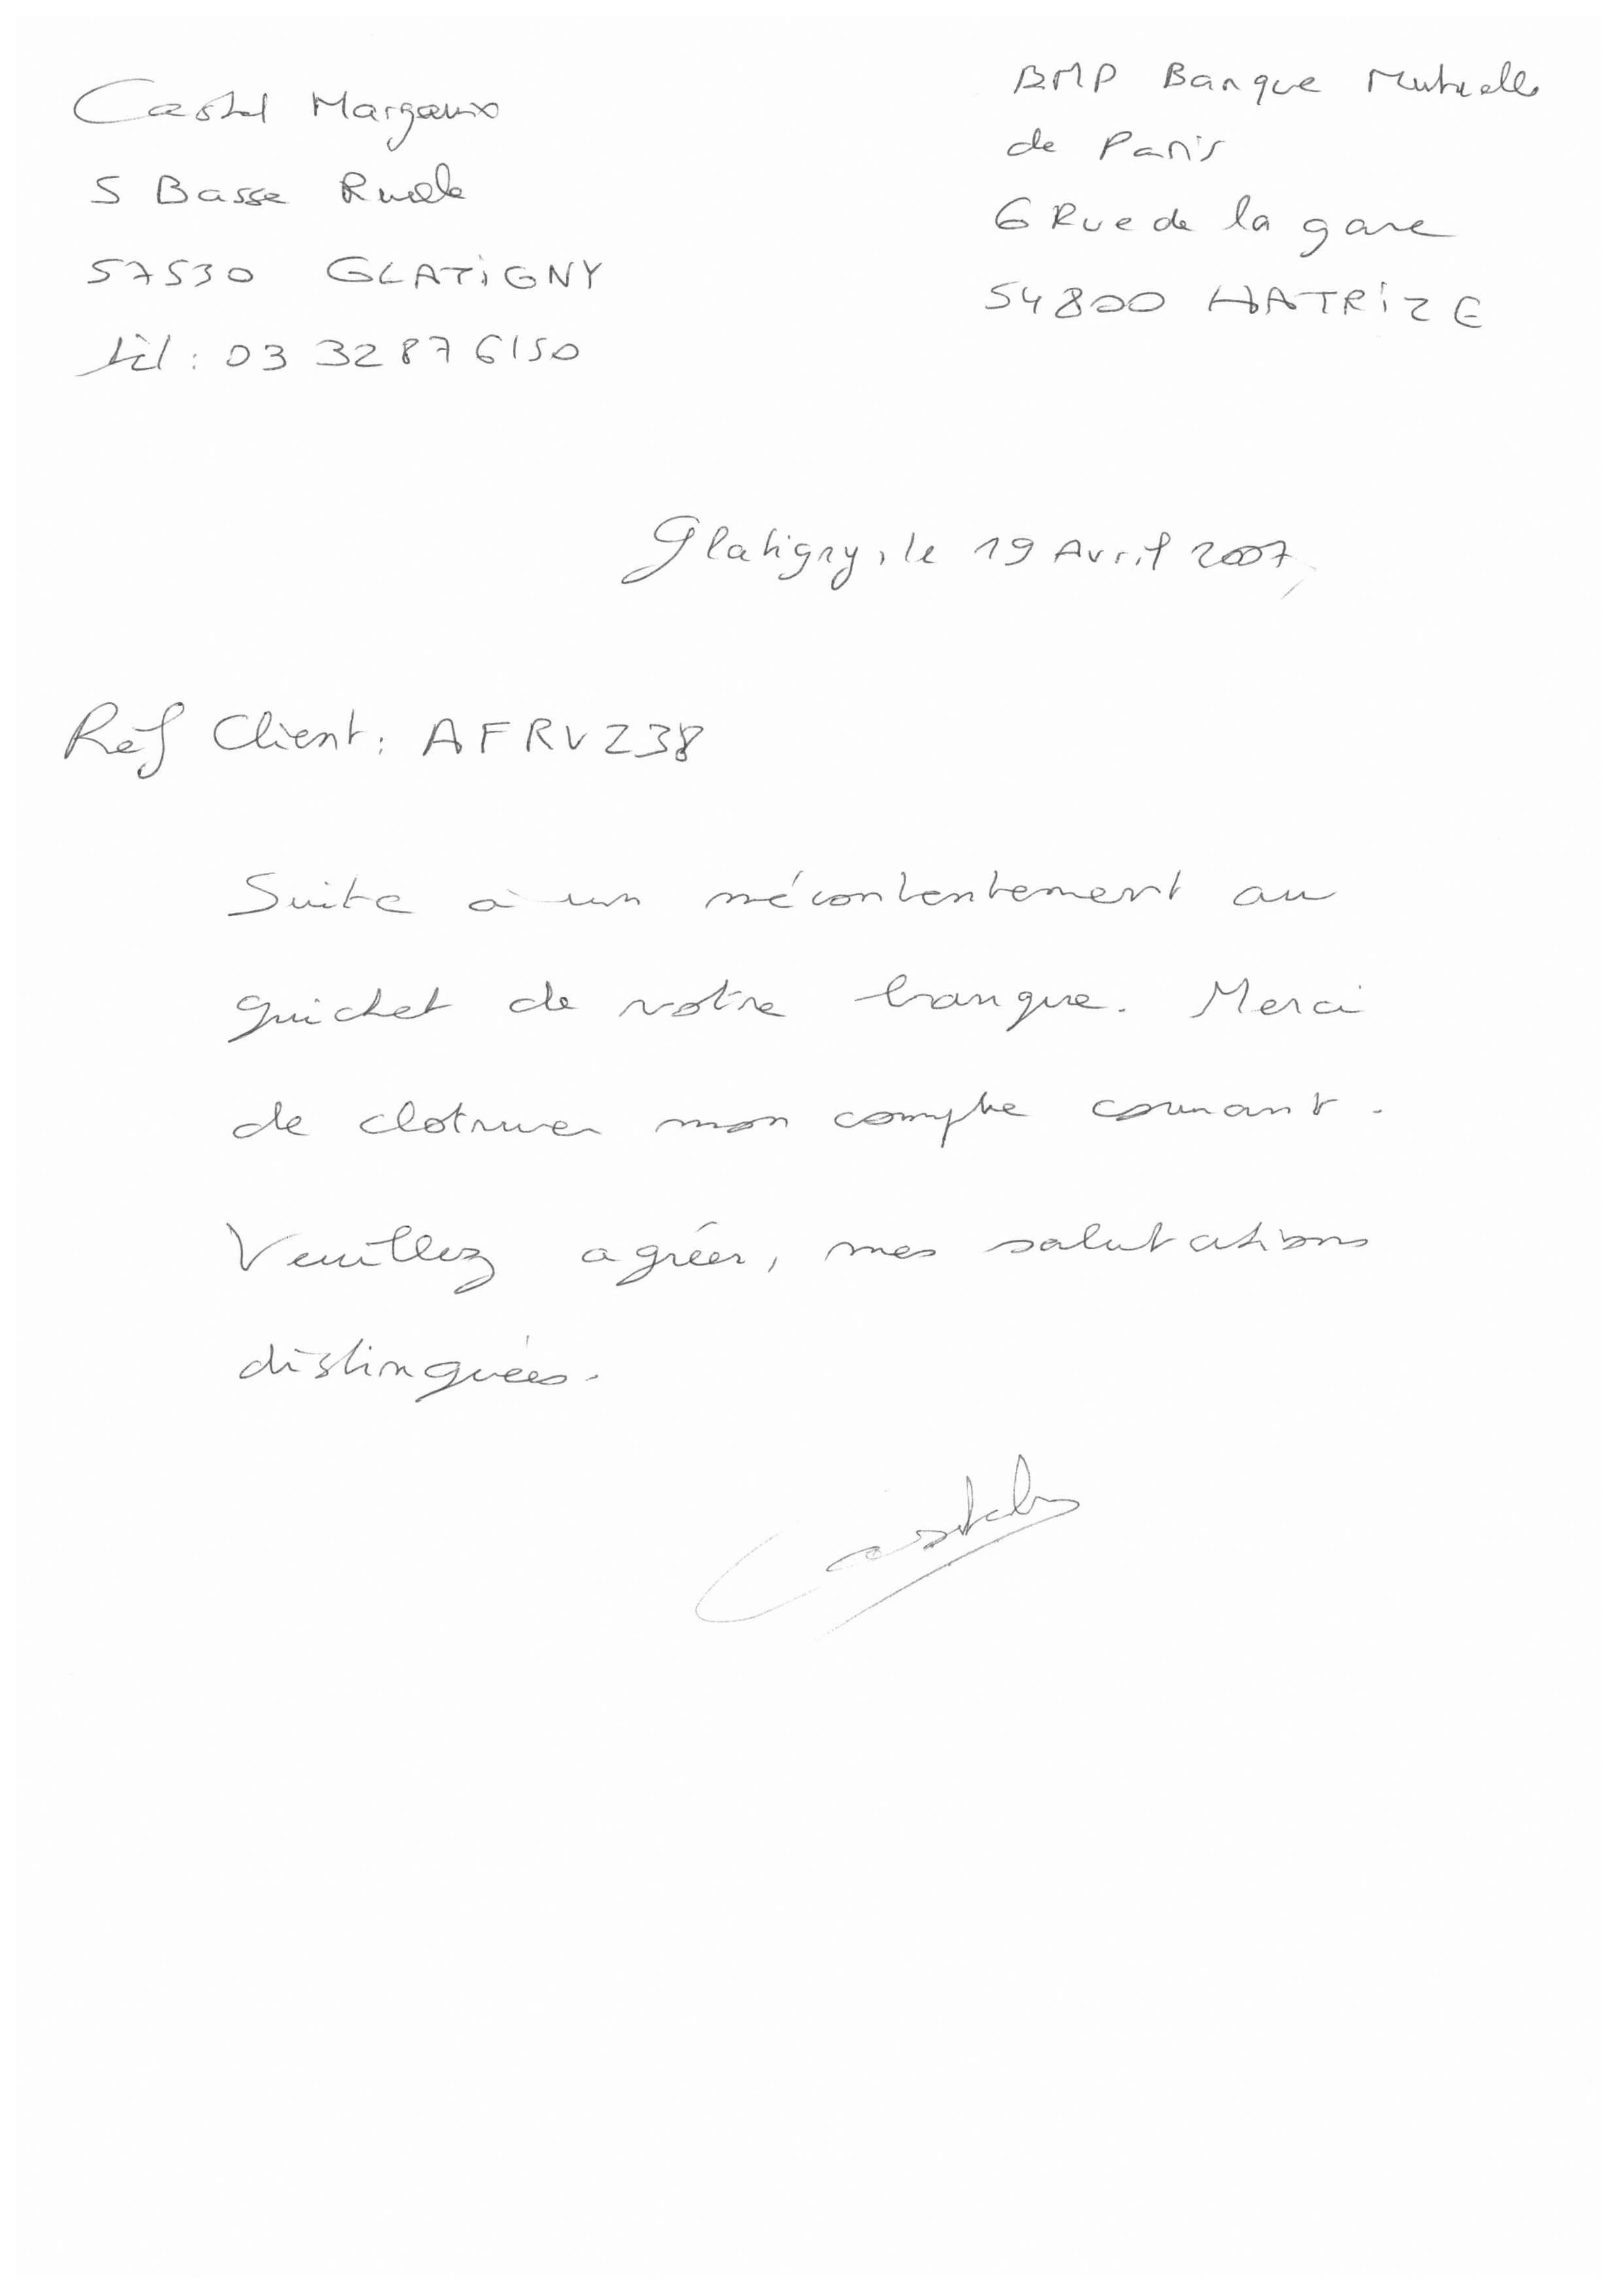 Castel Margaux
5 Basse Ruelle
57530 GLATIGNY
tél : 03 32 87 61 50
BMP Banque Mutuelle
de Paris
6 Rue de la gare
54800 HATRIZE
Glatigny, le 19 Avril 2007,
Réf Client : AFRVZ38
Suite à un mécontentement au
guichet de votre banque. Merci
de clotruer mon compte courant.
Veuillez agréer, mes salutations
distinguées.
Castel